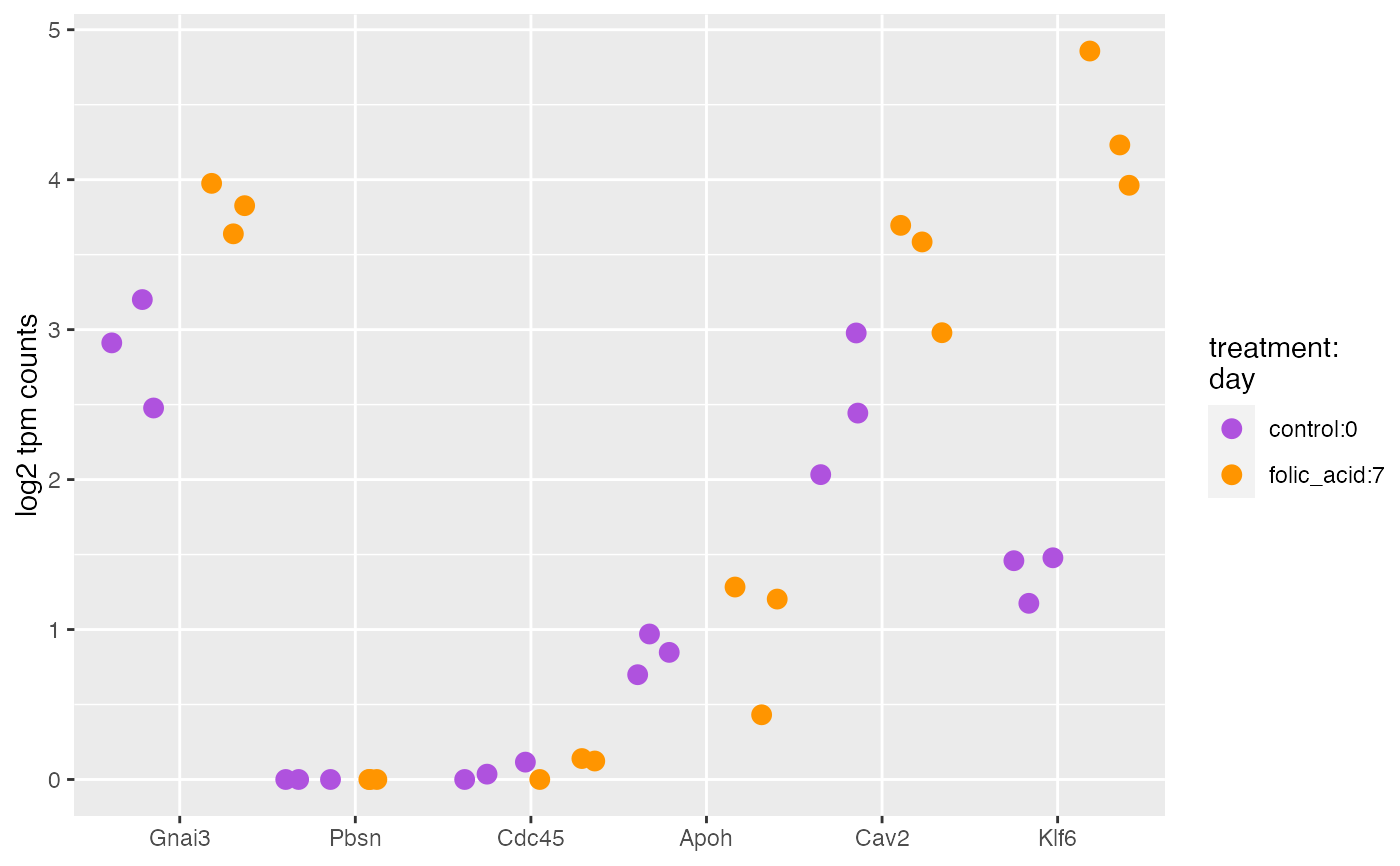 5
4
3
2
1
0
log2 tpm counts
Gnai3
Pbsn
Cdc45
Apoh
Cav2
Klf6
treatment:
day
control:0
folic_acid:7